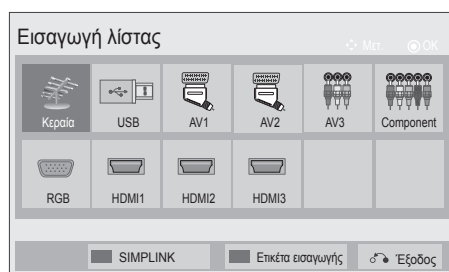 Εισαγωγή λίστας
Μετ. OK
Κεραία USB AV1 AV2 AV3 Component
RGB HDMI1 HDMI2 HDMI3
SIMPLINK Ετικέτα εισαγωγής Έξοδος